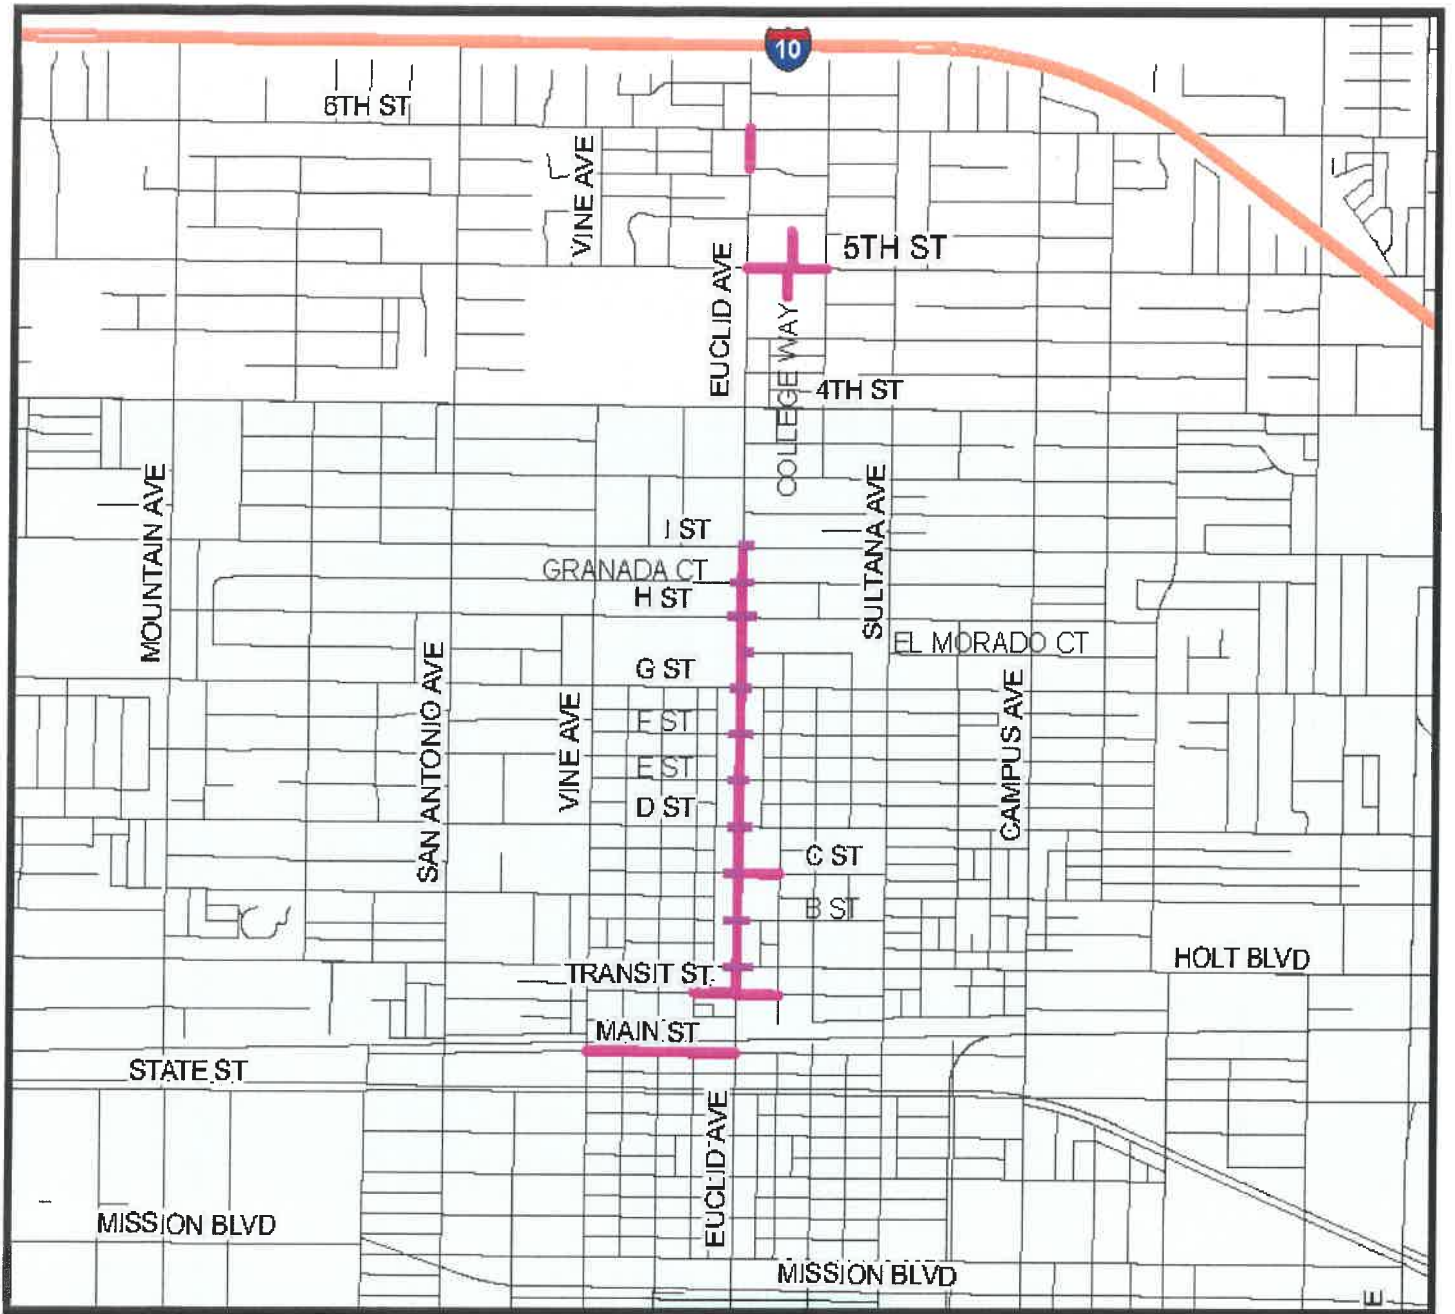 10
6TH ST
VINE AVE
5TH ST
EUCLID AVE
COLLEGE WAY
4TH ST
MOUNTAIN AVE
SULTANA AVE
I ST
GRANADA CT
H ST
EL MORADO CT
G ST
SAN ANTONIO AVE
VINE AVE
CAMPUS AVE
F ST
E ST
D ST
C ST
B ST
HOLT BLVD
TRANSIT ST
MAIN ST
STATE ST
EUCLID AVE
MISSION BLVD
MISSION BLVD
E